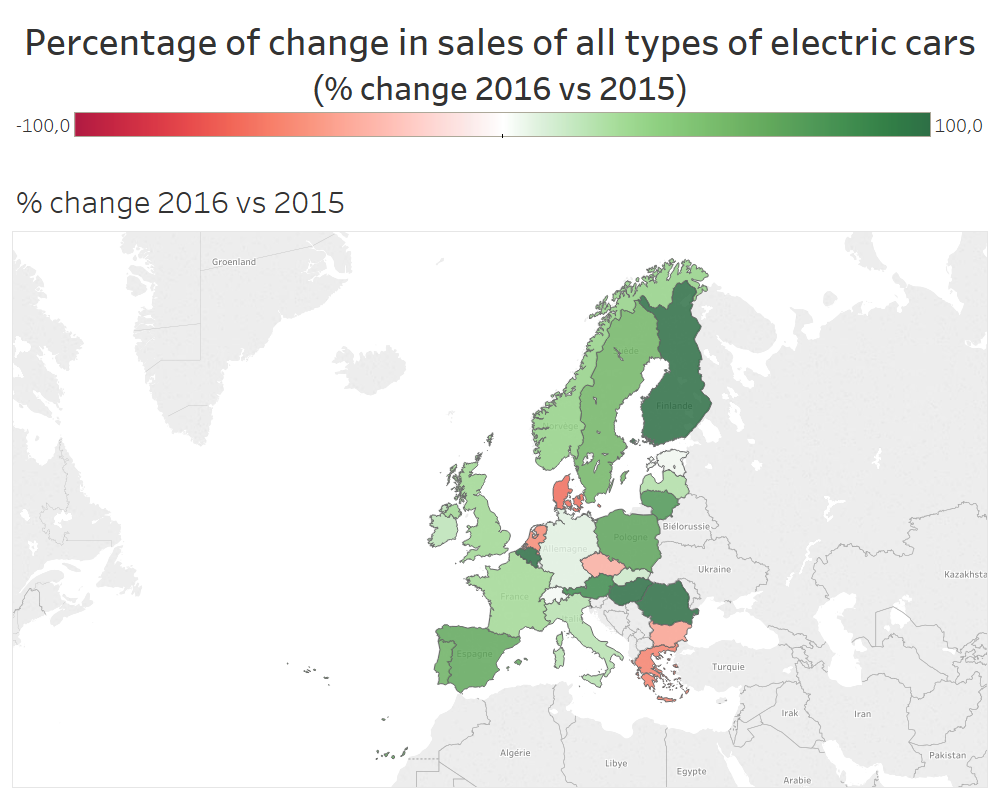 Percentage of change in sales of all types of electric cars
(% change 2016 vs 2015)
-100,0
100,0
% change 2016 vs 2015
Groenland
Finlande
Norvège
Biélorussie
Pologne
Allemagne
Ukraine
Kazakhsta
France
Espagne
Turquie
Irak
Iran
Algérie
Libye
Egypte
Pakistan
Arabie